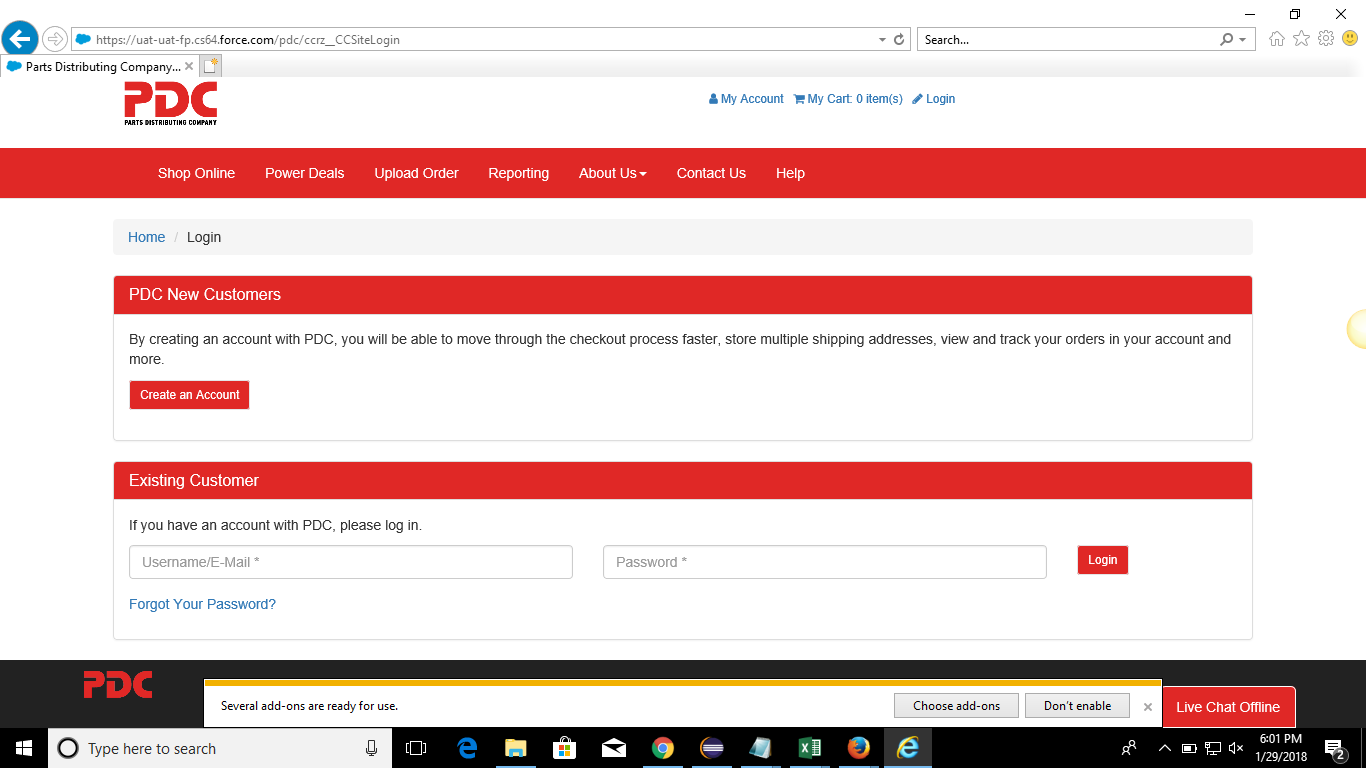 https://uat-uat-fp.cs64.force.com/pdc/ccrz__CCSiteLogin
Search...
Parts Distributing Company...
PDC
PARTS DISTRIBUTING COMPANY
My Account My Cart: 0 item(s) Login
Shop Online Power Deals Upload Order Reporting About Us Contact Us Help
Home / Login
PDC New Customers
By creating an account with PDC, you will be able to move through the checkout process faster, store multiple shipping addresses, view and track your orders in your account and
more.
Create an Account
Existing Customer
If you have an account with PDC, please log in.
Username/E-Mail * Password * Login
Forgot Your Password?
PDC
Several add-ons are ready for use. Choose add-ons Don't enable
Live Chat Offline
Type here to search
6:01 PM
1/29/2018
2